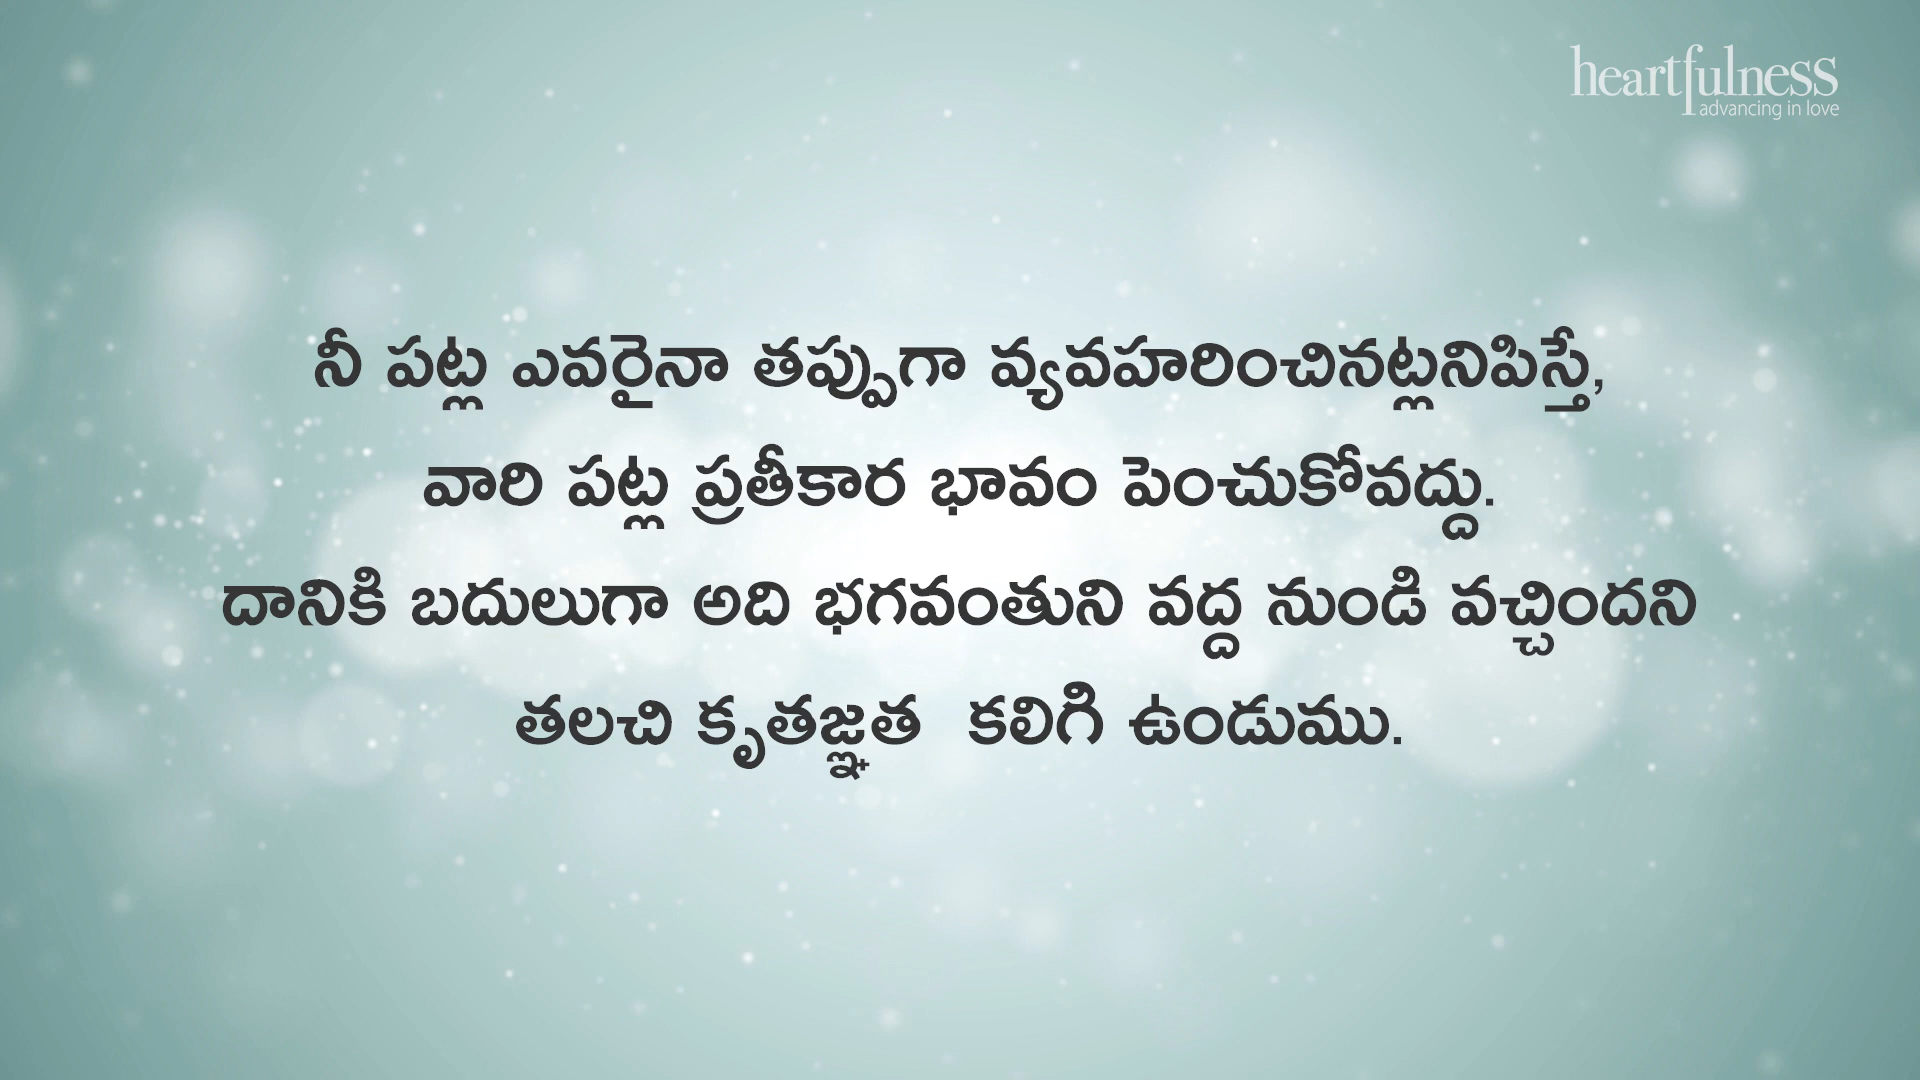 heartfulness
advancing in love
నీ పట్ల ఎవరైనా తప్పుగా వ్యవహరించినట్లనిపిస్తే,
వారి పట్ల ప్రతీకార భావం పెంచుకోవద్దు.
దానికి బదులుగా అది భగవంతుని వద్ద నుండి వచ్చిందని
తలచి కృతజ్ఞత కలిగి ఉండుము.